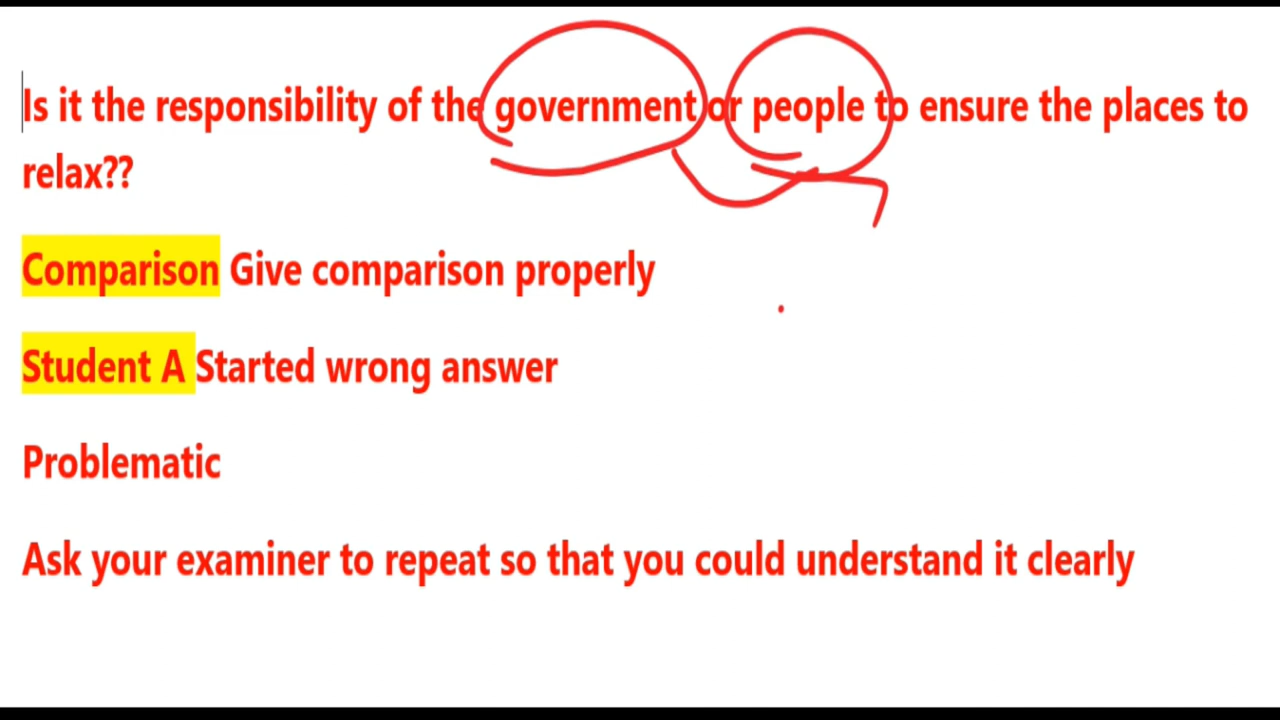 Is it the responsibility of the government or people to ensure the places to
relax??
Comparison Give comparison properly
Student A Started wrong answer
Problematic
Ask your examiner to repeat so that you could understand it clearly